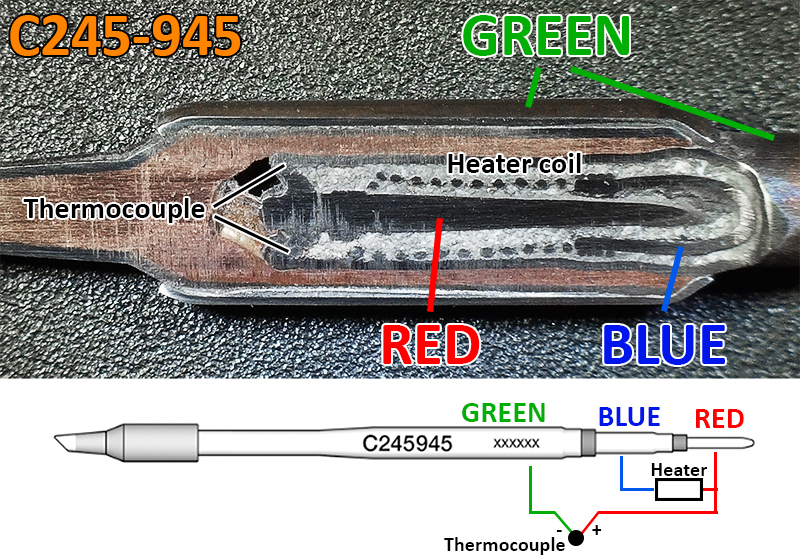 C245-945
GREEN
Heater coil
Thermocouple
RED
BLUE
GREEN
BLUE
RED
C245945
xxxxxx
Heater
- +
Thermocouple